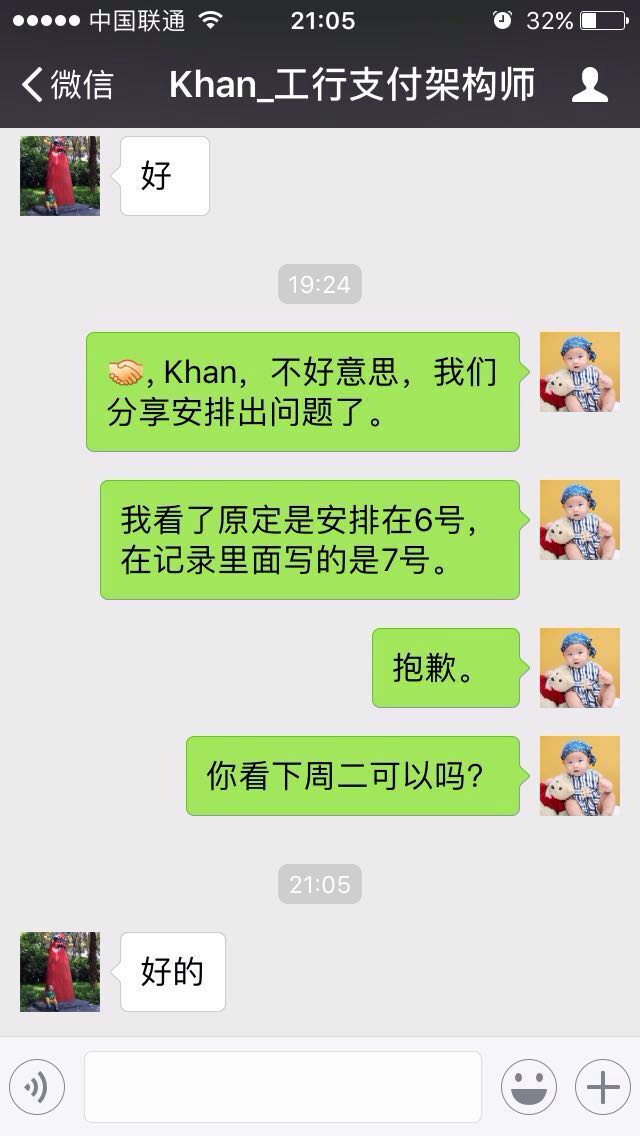 中国联通
21:05
32%
微信
Khan_工行支付架构师
好
19:24
🤝, Khan，不好意思，我们
分享安排出问题了。
我看了原定是安排在6号，
在记录里面写的是7号。
抱歉。
你看下周二可以吗？
21:05
好的